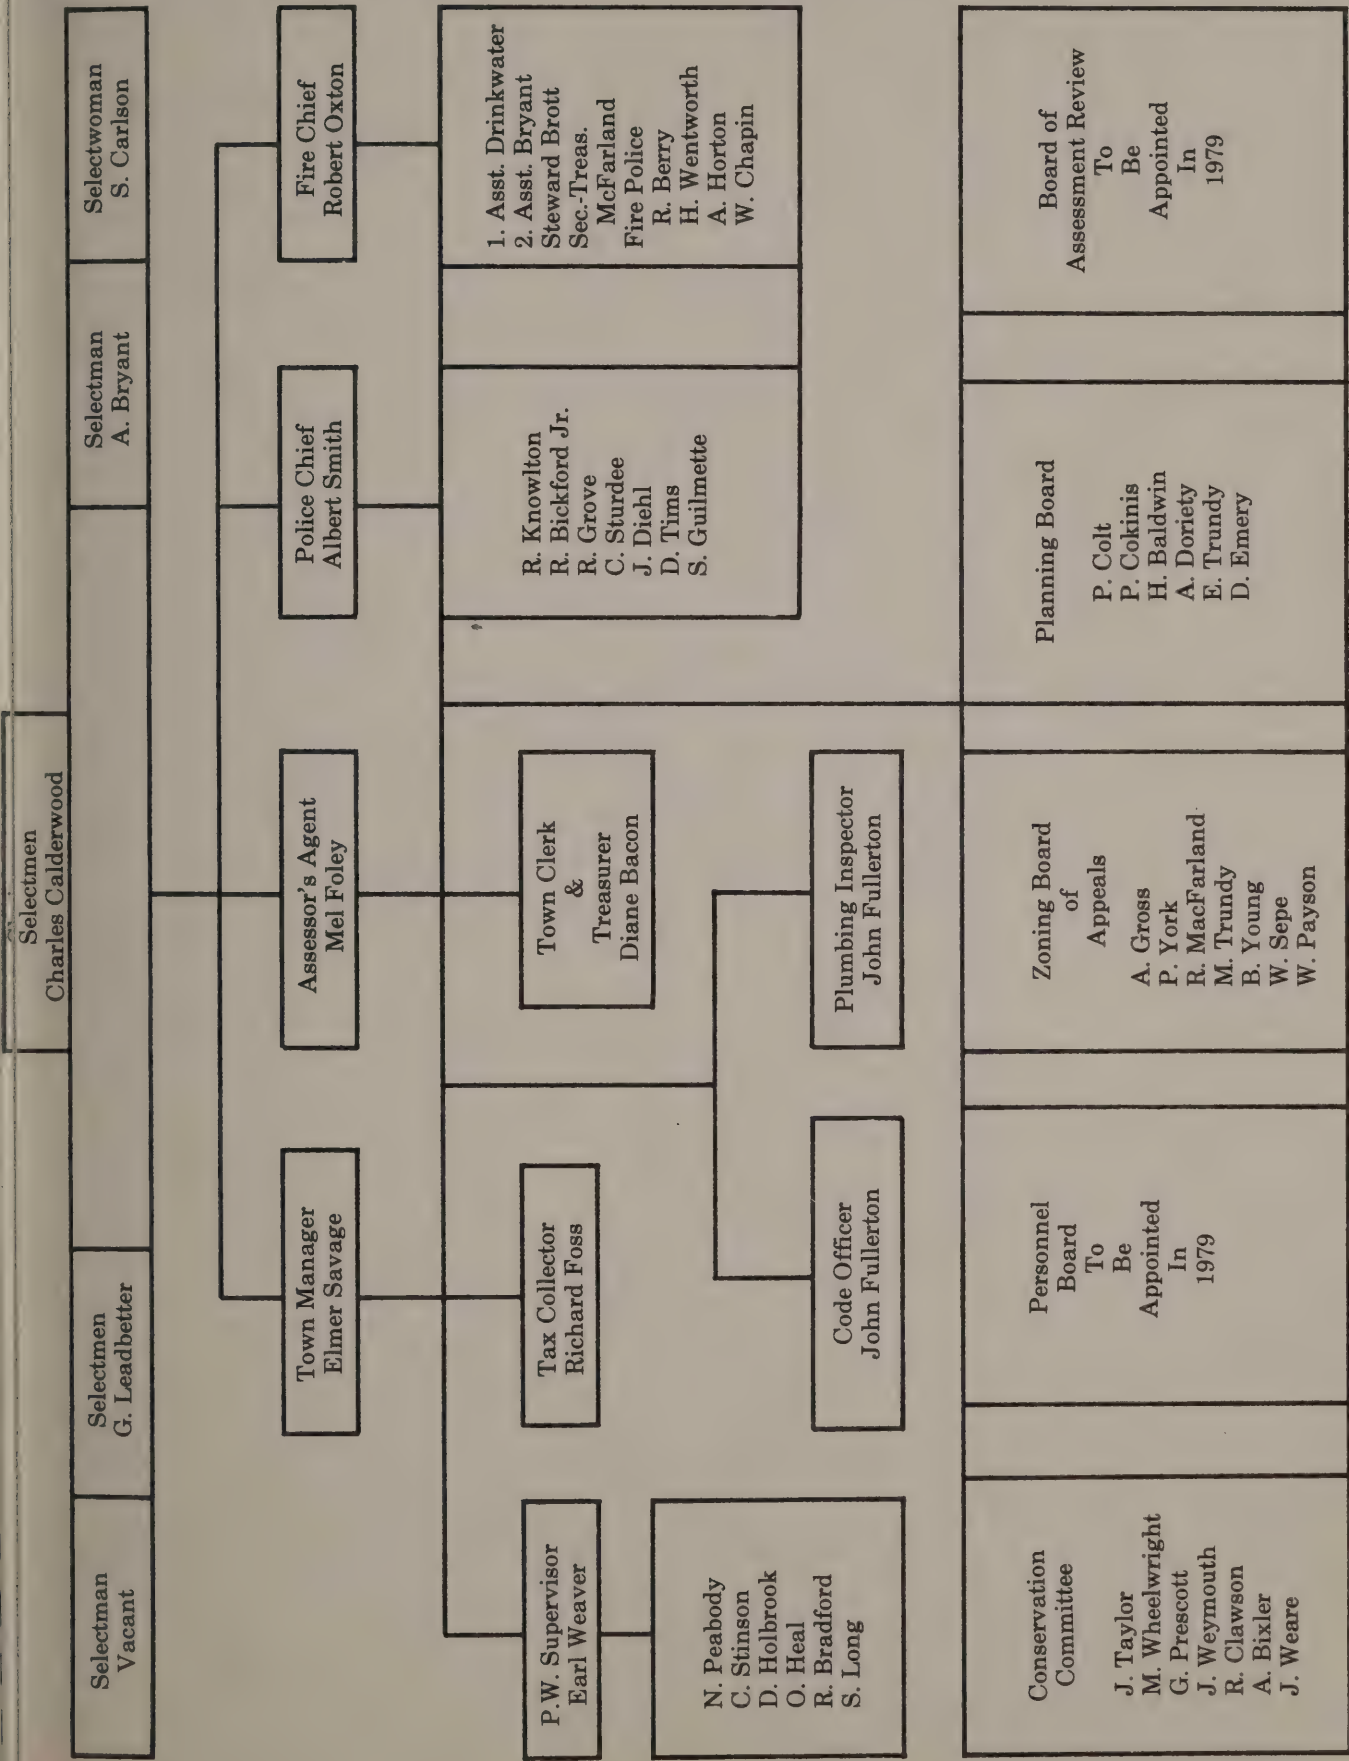 Selectmen
Charles Calderwood
Selectman
Vacant
Selectmen
G. Leadbetter
Selectman
A. Bryant
Selectwoman
S. Carlson
Town Manager
Elmer Savage
Assessor's Agent
Mel Foley
Police Chief
Albert Smith
Fire Chief
Robert Oxton
P.W. Supervisor
Earl Weaver
Tax Collector
Richard Foss
Town Clerk
&
Treasurer
Diane Bacon
R. Knowlton
R. Bickford Jr.
R. Grove
C. Sturdee
J. Diehl
D. Tims
S. Guilmette
1. Asst. Drinkwater
2. Asst. Bryant
Steward Brott
Sec.-Treas.
McFarland
Fire Police
R. Berry
H. Wentworth
A. Horton
W. Chapin
N. Peabody
C. Stinson
D. Holbrook
O. Heal
R. Bradford
S. Long
Code Officer
John Fullerton
Plumbing Inspector
John Fullerton
Conservation
Committee
J. Taylor
M. Wheelwright
G. Prescott
J. Weymouth
R. Clawson
A. Bixler
J. Weare
Personnel
Board
To
Be
Appointed
In
1979
Zoning Board
of
Appeals
A. Gross
P. York
R. MacFarland
M. Trundy
B. Young
W. Sepe
W. Payson
Planning Board
P. Colt
P. Cokinis
H. Baldwin
A. Doriety
E. Trundy
D. Emery
Board of
Assessment Review
To
Be
Appointed
In
1979